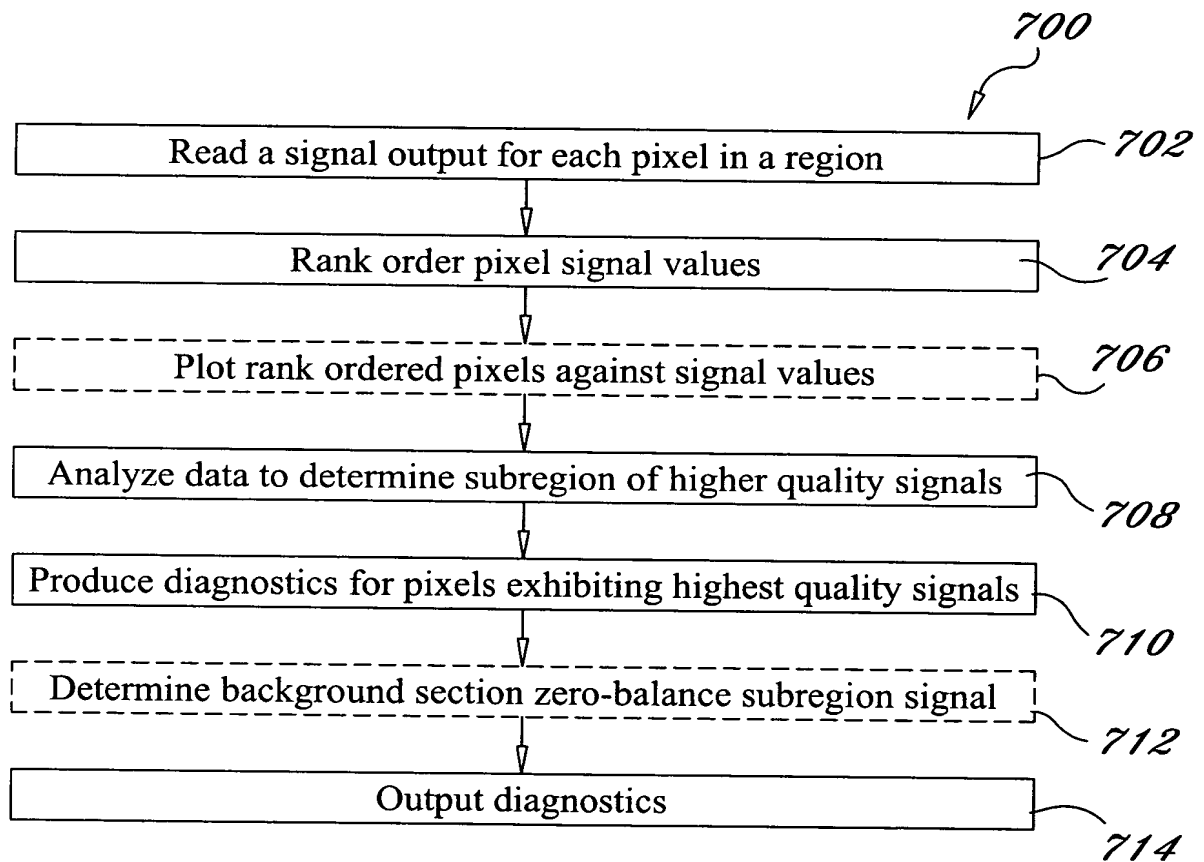 700
Read a signal output for each pixel in a region
702
Rank order pixel signal values
704
Plot rank ordered pixels against signal values
706
Analyze data to determine subregion of higher quality signals
708
Produce diagnostics for pixels exhibiting highest quality signals
710
Determine background section zero-balance subregion signal
712
Output diagnostics
714